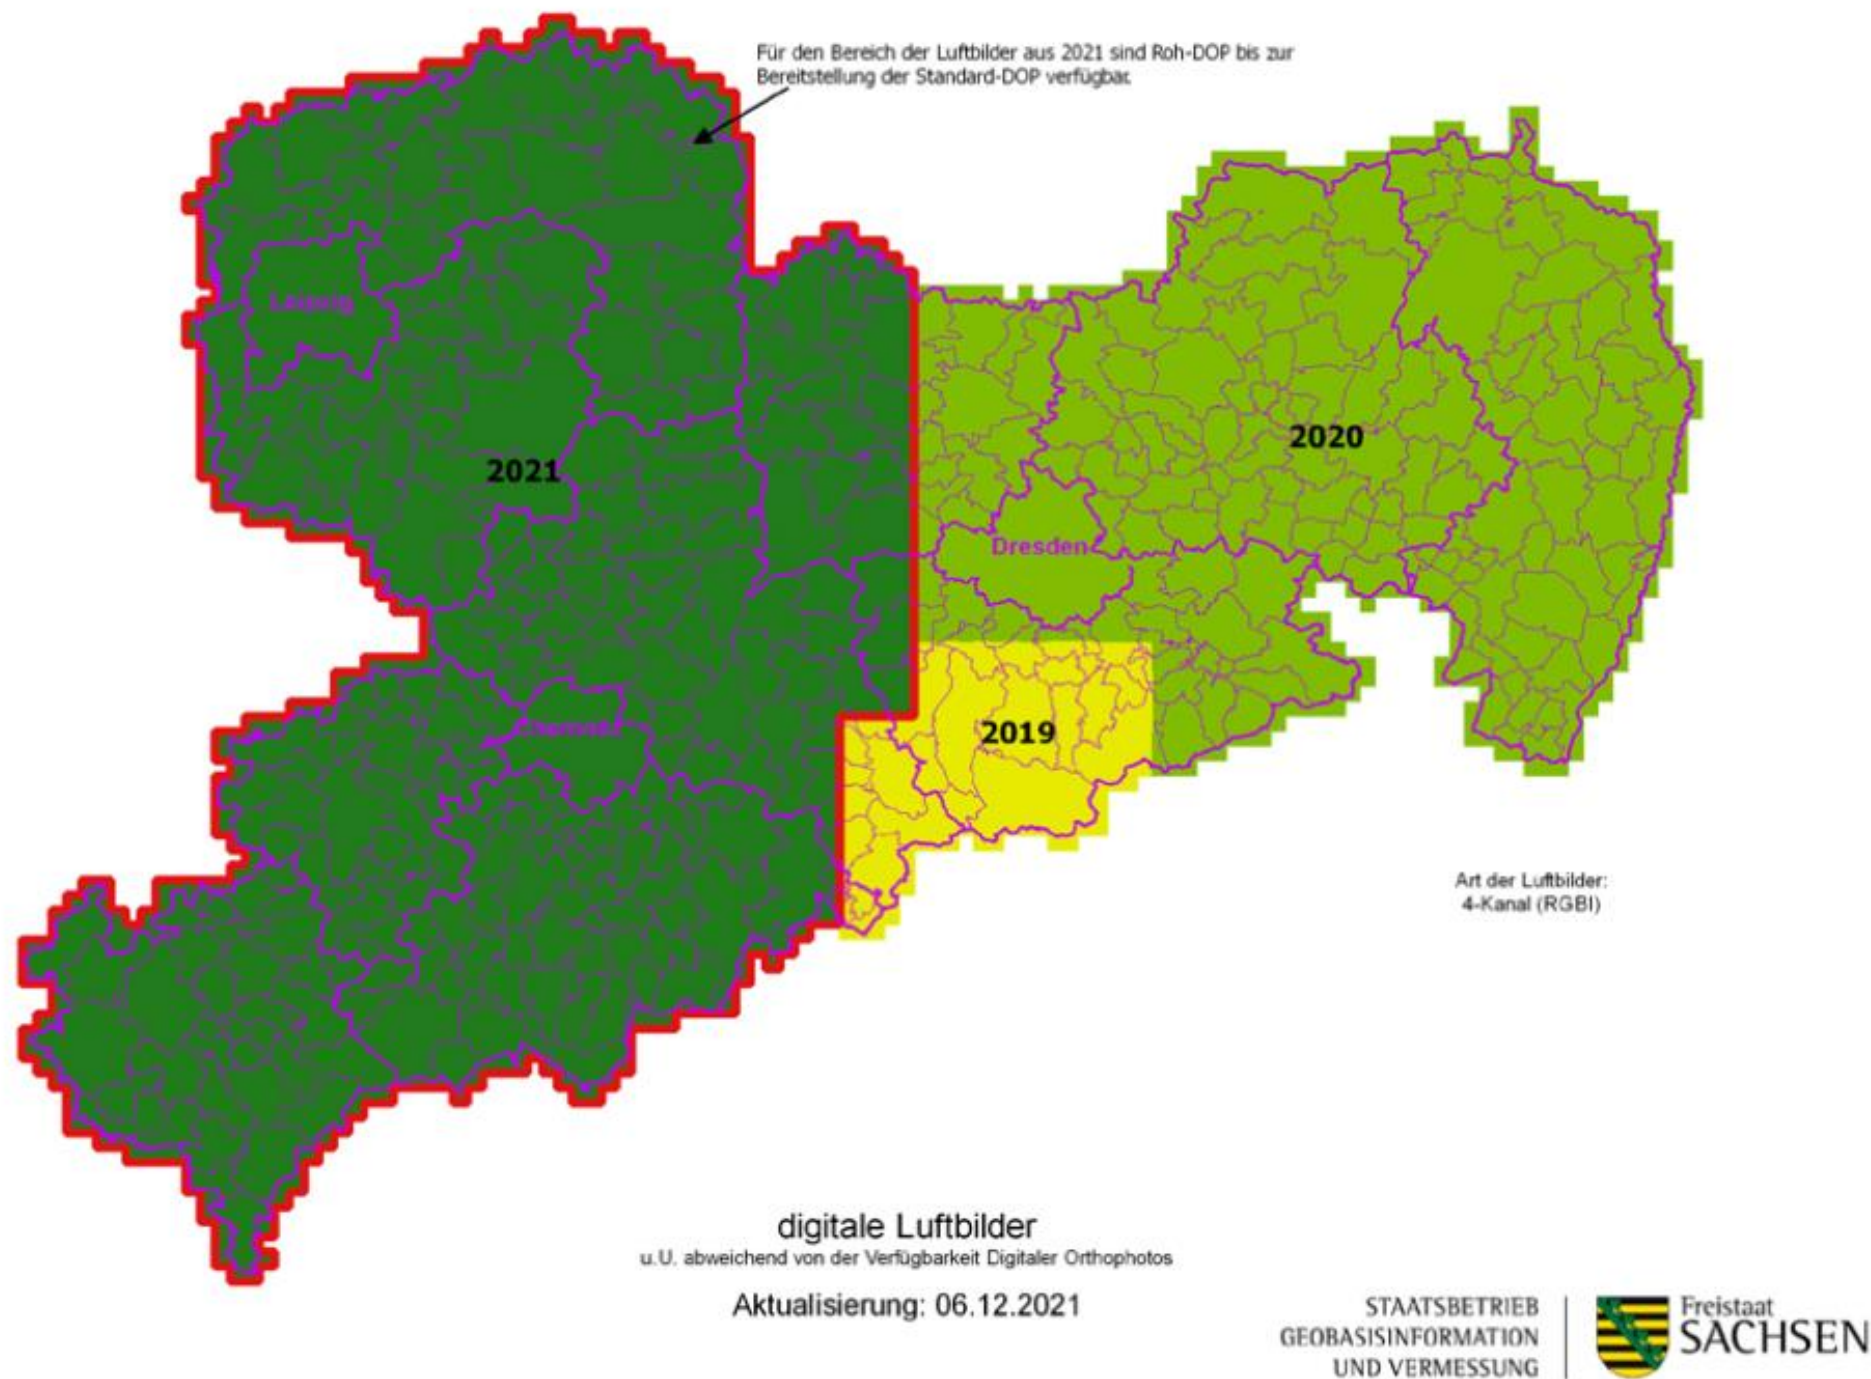 Für den Bereich der Luftbilder aus 2021 sind Roh-DOP bis zur
Bereitstellung der Standard-DOP verfügbar.
Leipzig
2020
2021
Dresden
Chemnitz
2019
Art der Luftbilder:
4-Kanal (RGBI)
digitale Luftbilder
u.U. abweichend von der Verfügbarkeit Digitaler Orthophotos
Aktualisierung: 06.12.2021
STAATSBETRIEB
GEOBASISINFORMATION
UND VERMESSUNG
Freistaat
SACHSEN